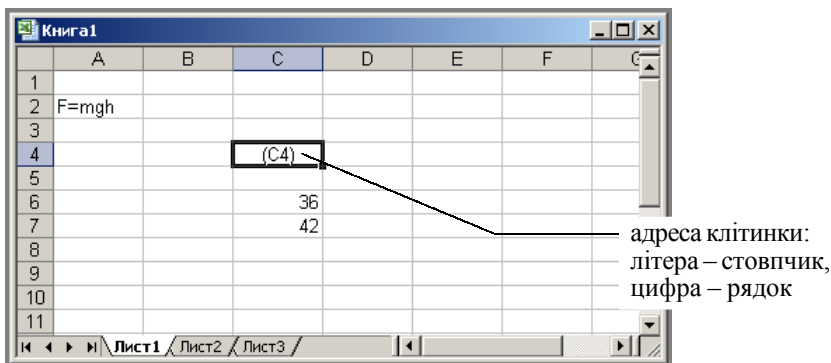 Книга1
A B C D E F
1
2 F=mgh
3
4 (C4)
5
6 36
7 42
8
9
10
11
адреса клітинки:
літера – стовпчик,
цифра – рядок
Лист1 Лист2 Лист3